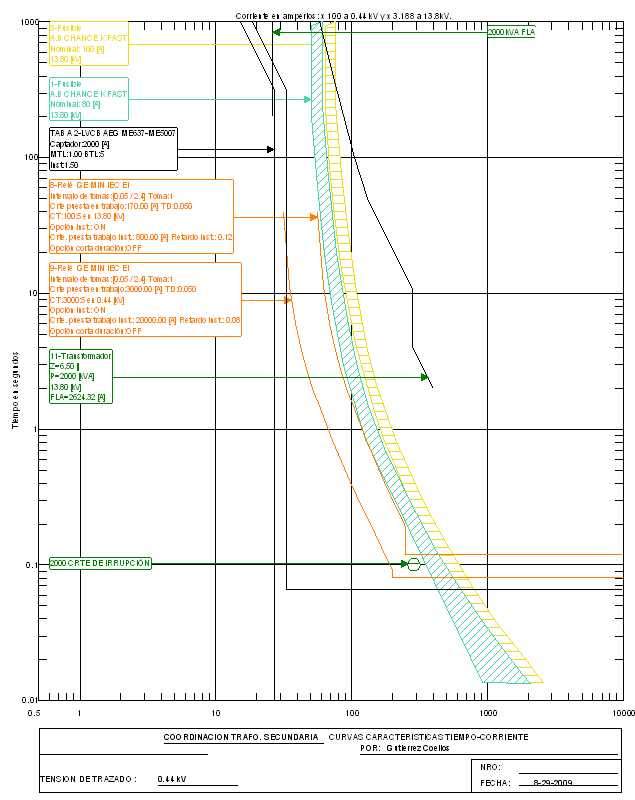 Corriente en amperios: x 100 a 0.44 kV y x 3.188 a 13.8kV.
5-Fusible
A.B CHANCE K FAST
Nominal: 100 [A]
13.80 [kV]
2000 kVA FLA
1-Fusible
A.B CHANCE K FAST
Nominal: 80 [A]
13.80 [kV]
TAB A 2-LVCB AEG ME637-ME5007
Captador:2000 [A]
MTL:1.00 BTL:5
Inst:1.50
8-Relé GE MIN IEC EI
Intervalo de tomas: [0.05 / 2.4] Toma:1
Crte presta en trabajo:170.00 [A] TD:0.050
CT:100:5 en 13.80 [kV]
Opción Inst.: ON
Crte. presta trabajo Inst.: 800.00 [A] Retardo Inst.: 0.12
Opción corta duración: OFF
9-Relé GE MIN IEC EI
Intervalo de tomas: [0.05 / 2.4] Toma:1
Crte presta en trabajo:3000.00 [A] TD:0.050
CT:3000:5 en 0.44 [kV]
Opción Inst.: ON
Crte. presta trabajo Inst.: 20000.00 [A] Retardo Inst.: 0.08
Opción corta duración: OFF
11-Transformador
Z=6.50 []
P=2000 [kVA]
13.80 [kV]
FLA=2624.32 [A]
2000 CRTE DE IRRUPCIÓN
Tiempo en segundos
1000
100
10
1
0.1
0.01
0.5 1 10 100 1000 10000
COORDINACION TRAFO. SECUNDARIA CURVAS CARACTERISTICAS TIEMPO-CORRIENTE
POR: Gutierrez Coellos
TENSION DE TRAZADO : 0.44 kV
NRO:
FECHA: 8-29-2009